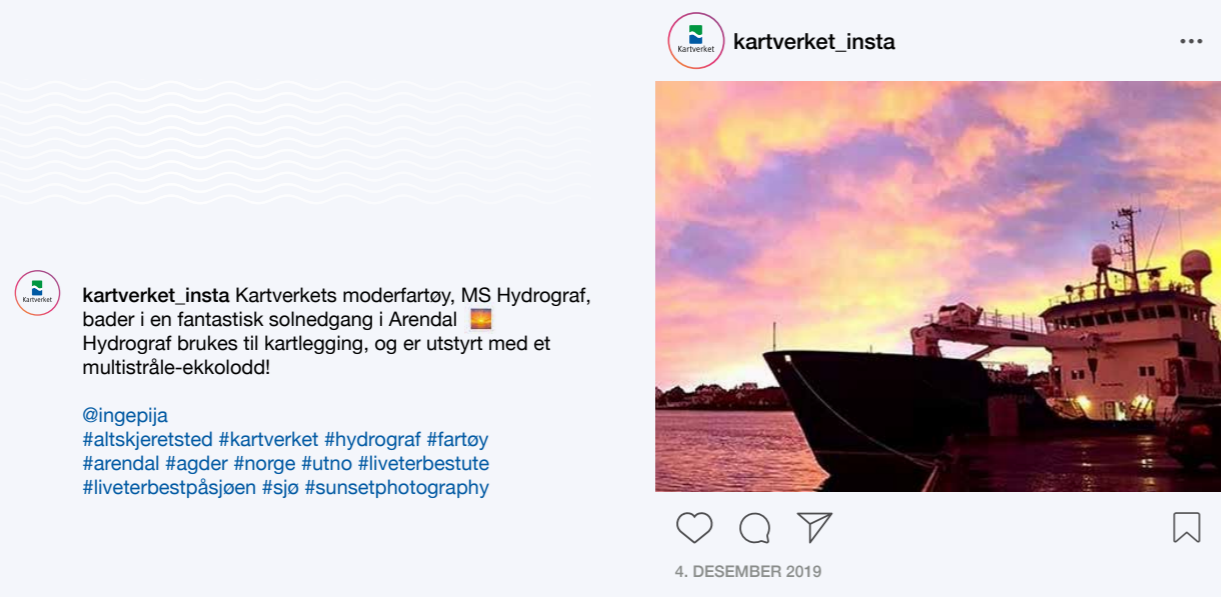 Kartverket
kartverket_insta
Kartverket
kartverket_insta Kartverkets moderfartøy, MS Hydrograf,
bader i en fantastisk solnedgang i Arendal 🌅
Hydrograf brukes til kartlegging, og er utstyrt med et
multistråle-ekkolodd!
@ingepija
#altskjeretsted #kartverket #hydrograf #fartøy
#arendal #agder #norge #utno #liveterbestute
#liveterbestpåsjøen #sjø #sunsetphotography
4. DESEMBER 2019